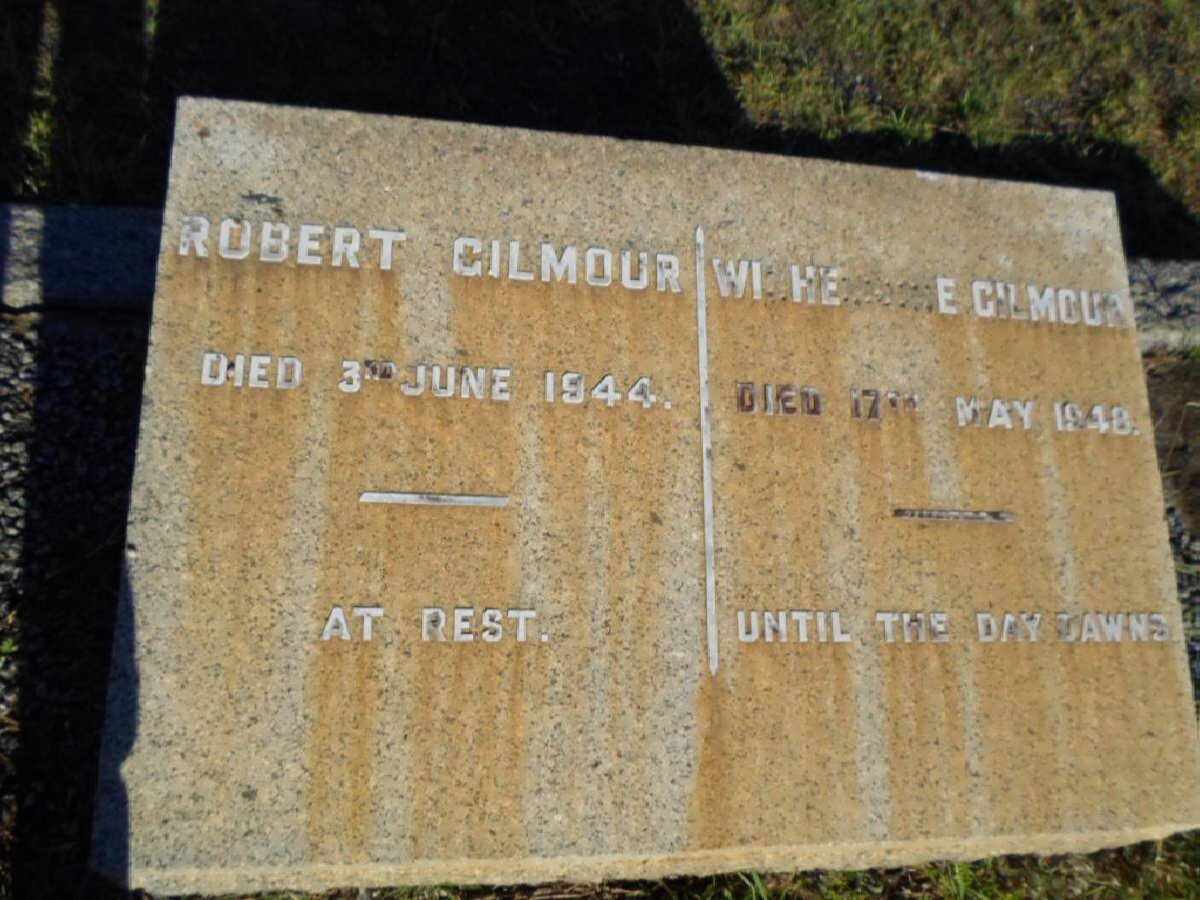 ROBERT GILMOUR
DIED 3RD JUNE 1944.
AT REST.
E GILMOUR
DIED 17TH MAY 1948.
UNTIL THE DAY DAWNS.